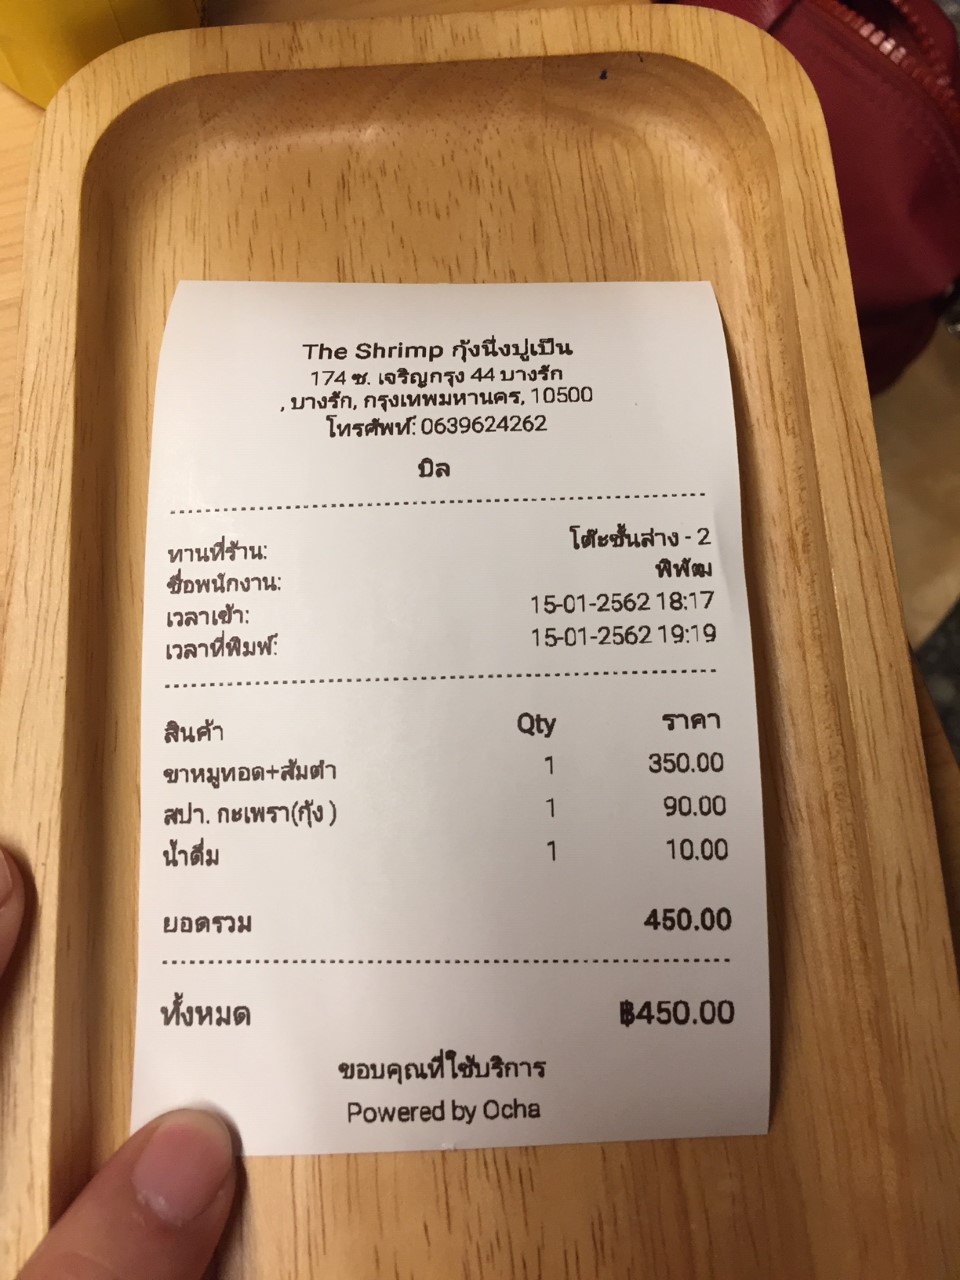 The Shrimp กุ้งนึ่งปูเป็น
174 ซ. เจริญกรุง 44 บางรัก
, บางรัก, กรุงเทพมหานคร, 10500
โทรศัพท์: 0639624262
บิล
ทานที่ร้าน: โต๊ะชั้นล่าง - 2
ชื่อพนักงาน: พิพัฒ
เวลาเข้า: 15-01-2562 18:17
เวลาที่พิมพ์: 15-01-2562 19:19
สินค้า Qty ราคา
ขาหมูทอด+ส้มตำ 1 350.00
สปา. กะเพรา(กุ้ง ) 1 90.00
น้ำดื่ม 1 10.00
ยอดรวม 450.00
ทั้งหมด ฿450.00
ขอบคุณที่ใช้บริการ
Powered by Ocha